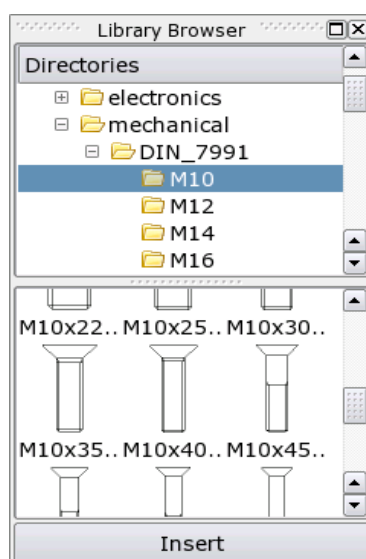 Library Browser
Directories
electronics
mechanical
DIN_7991
M10
M12
M14
M16
M10x22.. M10x25.. M10x30..
M10x35.. M10x40.. M10x45..
Insert